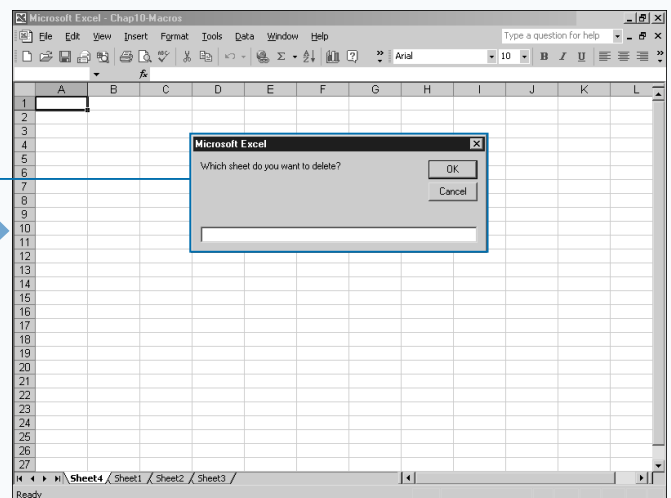 Microsoft Excel - Chap10-Macros
File Edit View Insert Format Tools Data Window Help Type a question for help
Arial 10 B I U
fx
A B C D E F G H I J K L
1
2
3
4
5
6
7
8
9
10
11
12
13
14
15
16
17
18
19
20
21
22
23
24
25
26
27
Microsoft Excel
Which sheet do you want to delete?
OK
Cancel
Sheet4 Sheet1 Sheet2 Sheet3
Ready